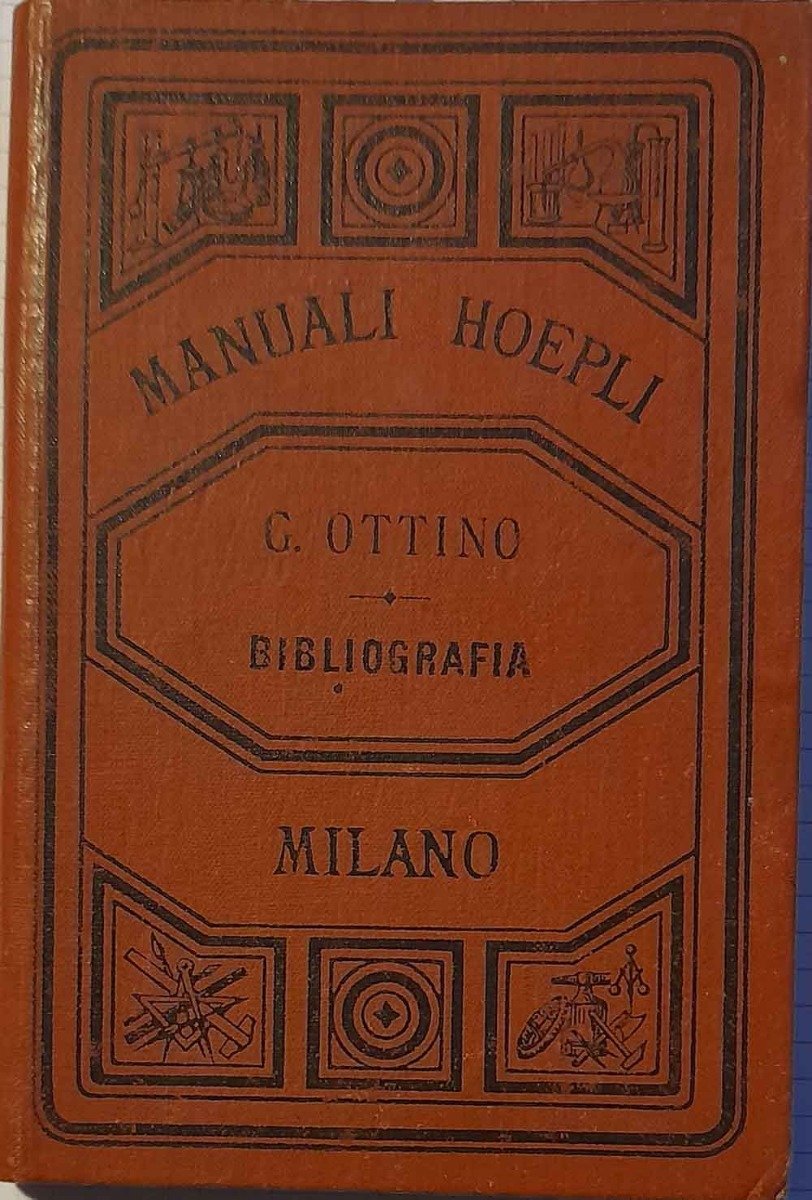 MANUALI HOEPLI
G. OTTINO
BIBLIOGRAFIA
MILANO